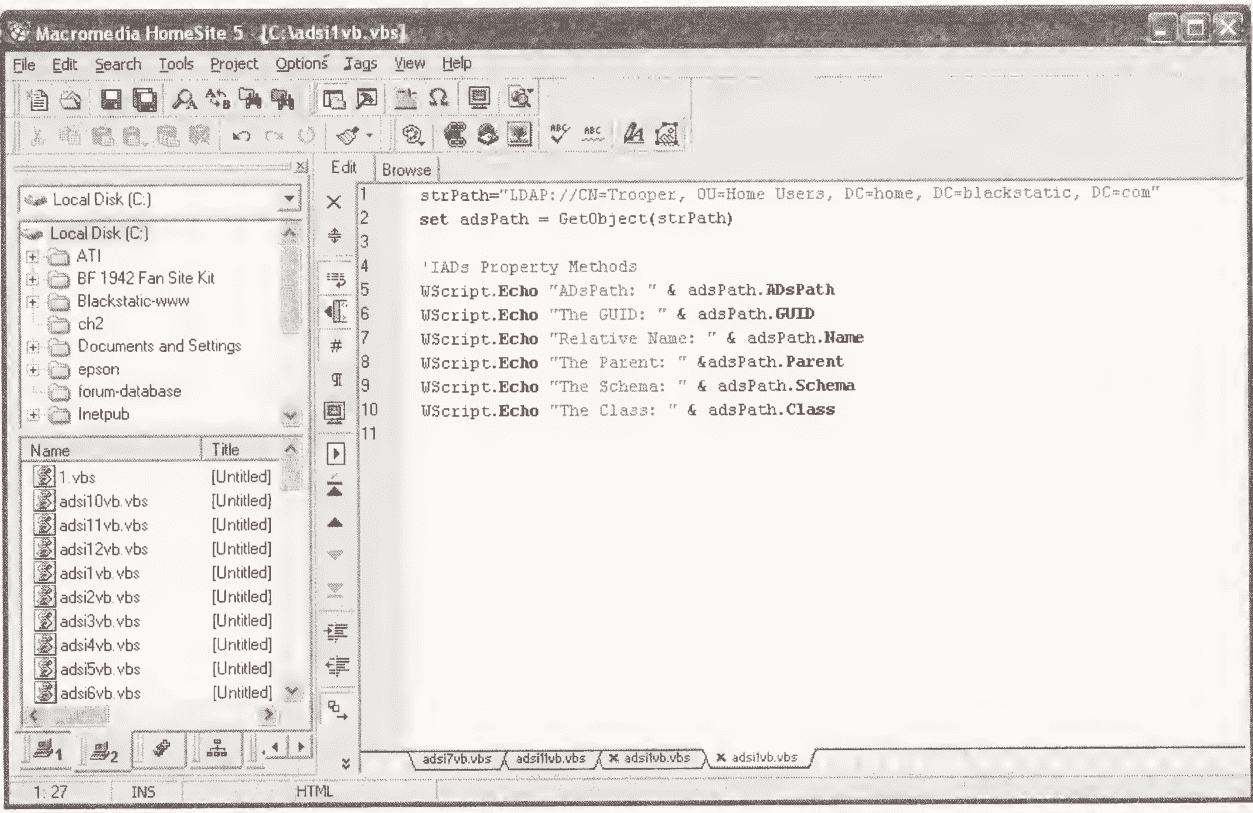 Macromedia HomeSite 5 - [C:\adsi1vb.vbs]
File Edit Search Tools Project Options Tags View Help
Edit Browse
Local Disk (C:)
Local Disk (C:)
ATI
BF 1942 Fan Site Kit
Blackstatic-www
ch2
Documents and Settings
epson
forum-database
Inetpub
Name Title
1.vbs [Untitled]
adsi10vb.vbs [Untitled]
adsi11vb.vbs [Untitled]
adsi12vb.vbs [Untitled]
adsi1vb.vbs [Untitled]
adsi2vb.vbs [Untitled]
adsi3vb.vbs [Untitled]
adsi4vb.vbs [Untitled]
adsi5vb.vbs [Untitled]
adsi6vb.vbs [Untitled]
1 strPath="LDAP://CN=Trooper, OU=Home Users, DC=home, DC=blackstatic, DC=com"
2 set adsPath = GetObject(strPath)
3
4 'IADs Property Methods
5 WScript.Echo "ADsPath: " & adsPath.ADsPath
6 WScript.Echo "The GUID: " & adsPath.GUID
7 WScript.Echo "Relative Name: " & adsPath.Name
8 WScript.Echo "The Parent: " &adsPath.Parent
9 WScript.Echo "The Schema: " & adsPath.Schema
10 WScript.Echo "The Class: " & adsPath.Class
11
adsi7vb.vbs adsi11vb.vbs adsi1vb.vbs adsi1vb.vbs
1: 27 INS HTML